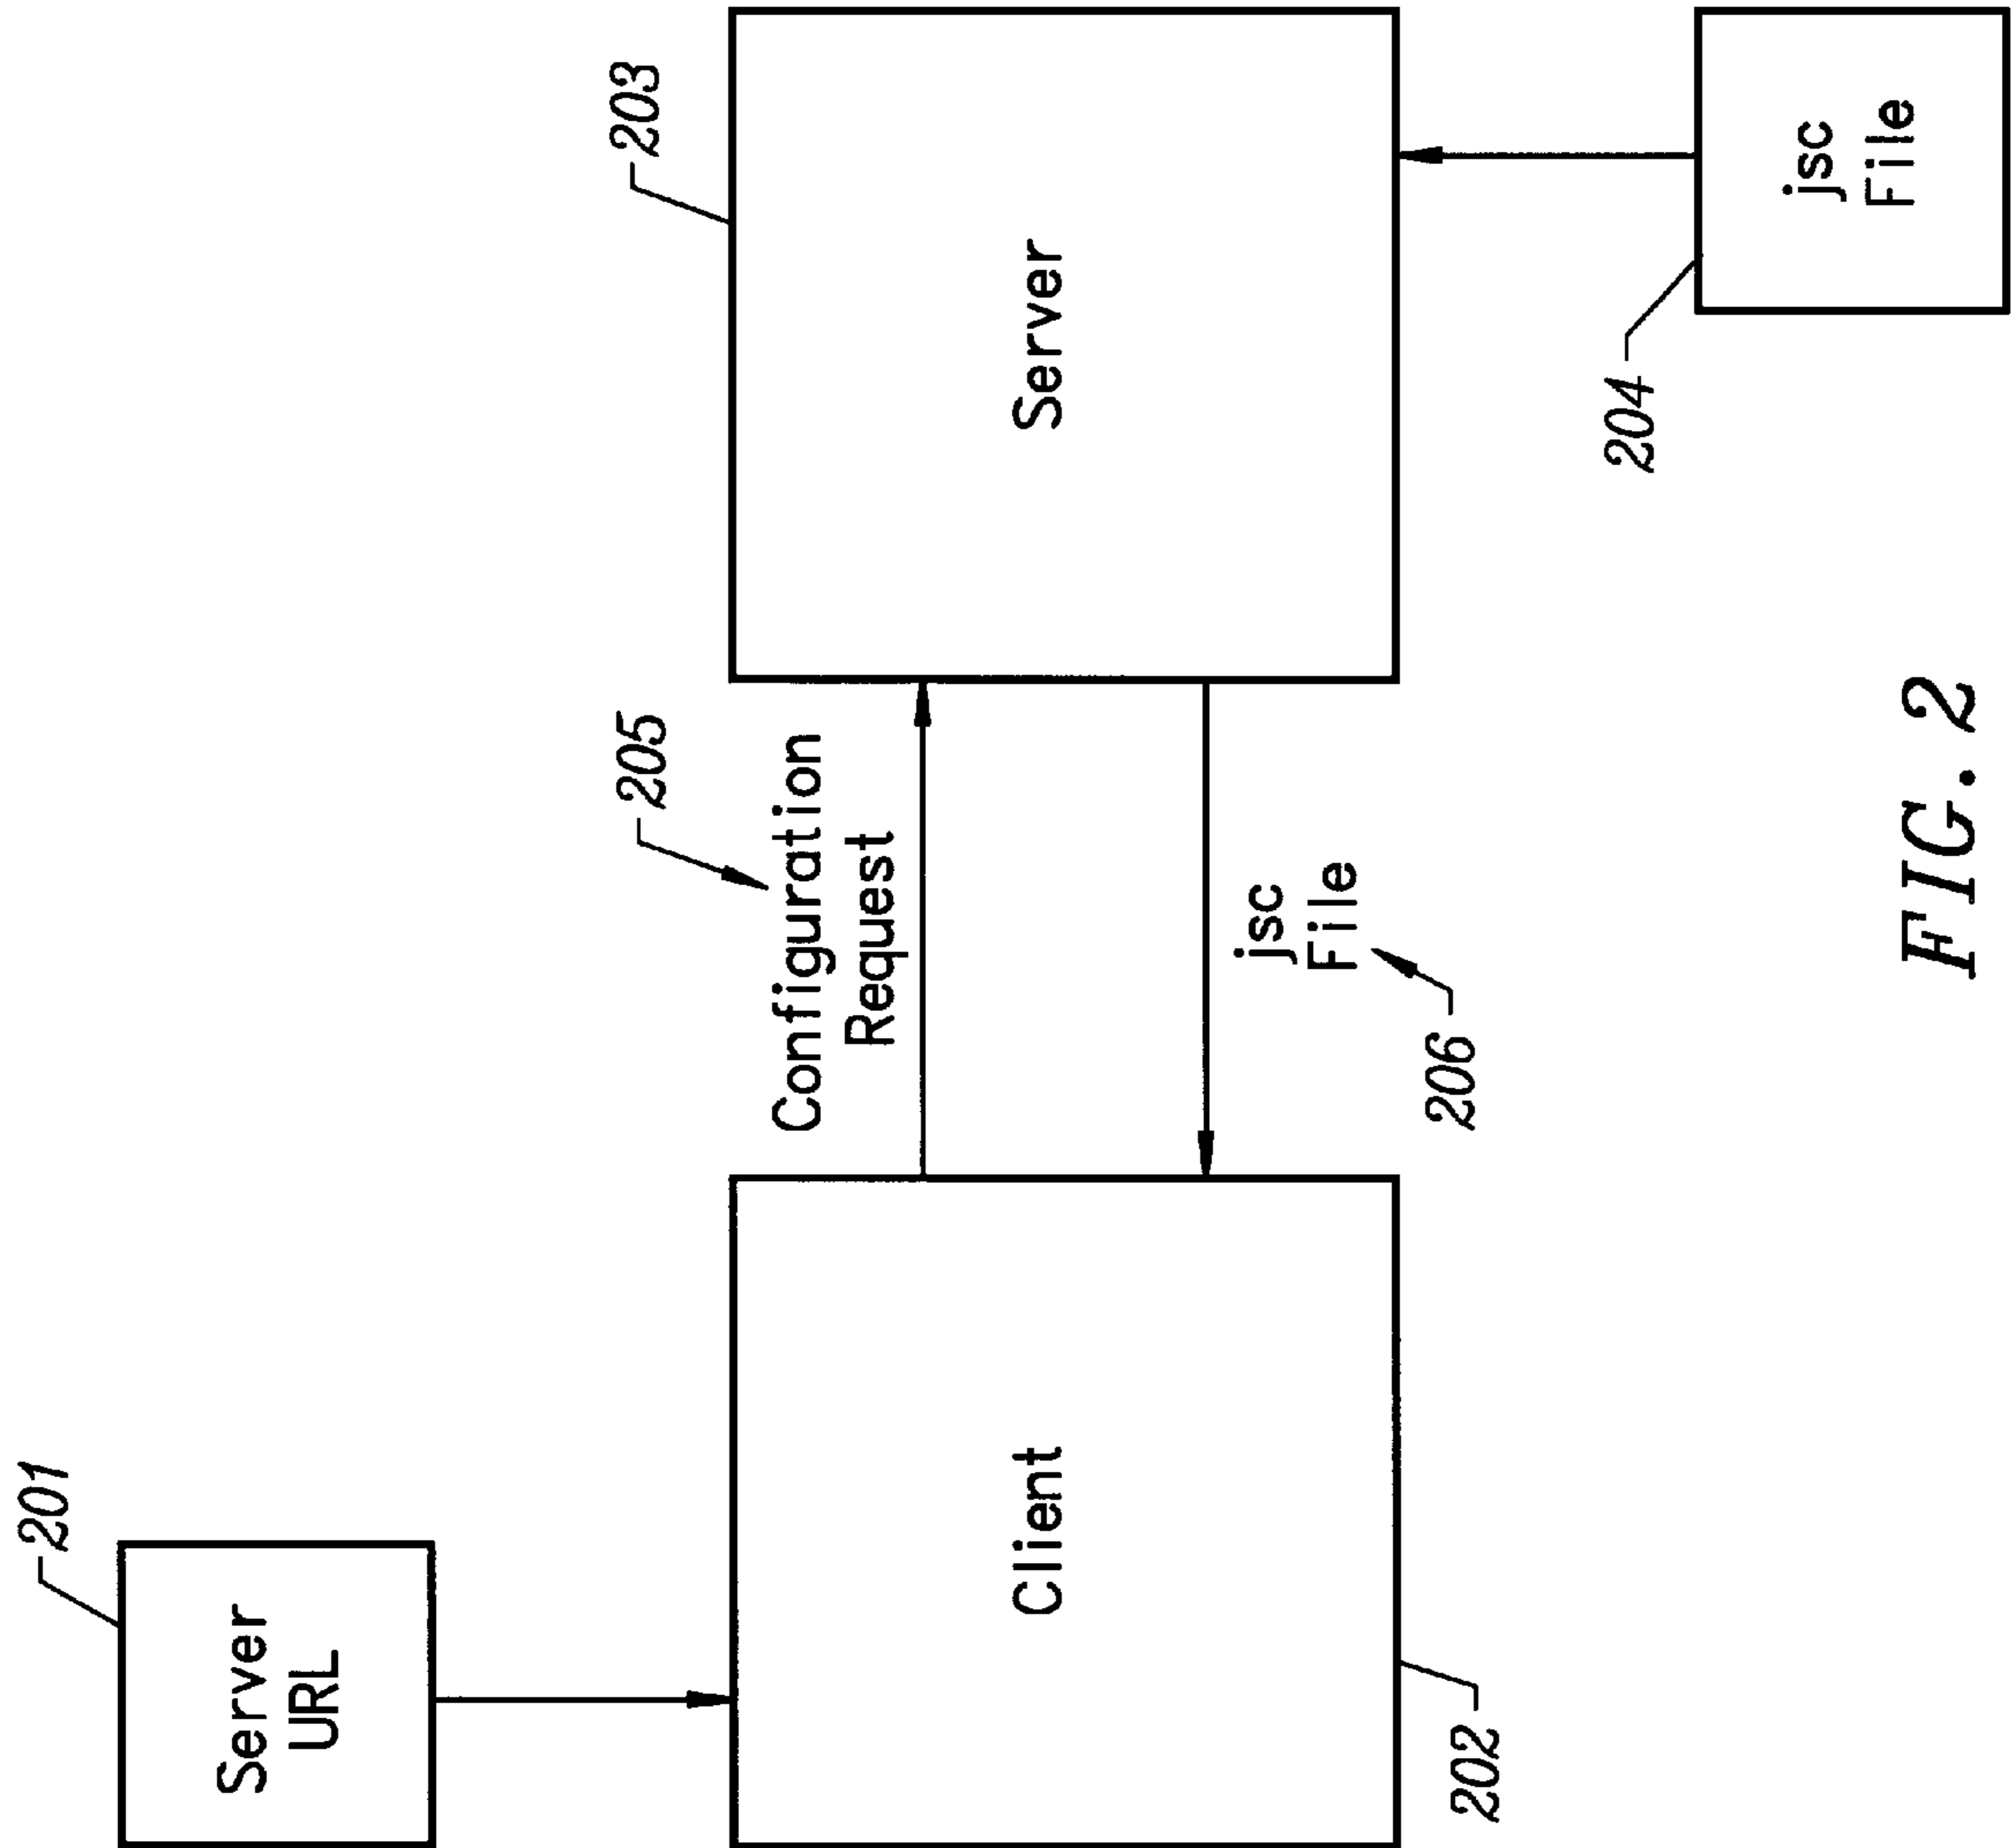 201
Server
URL
Client
202
205
Configuration
Request
jsc
File
206
203
Server
204
jsc
File
FIG. 2